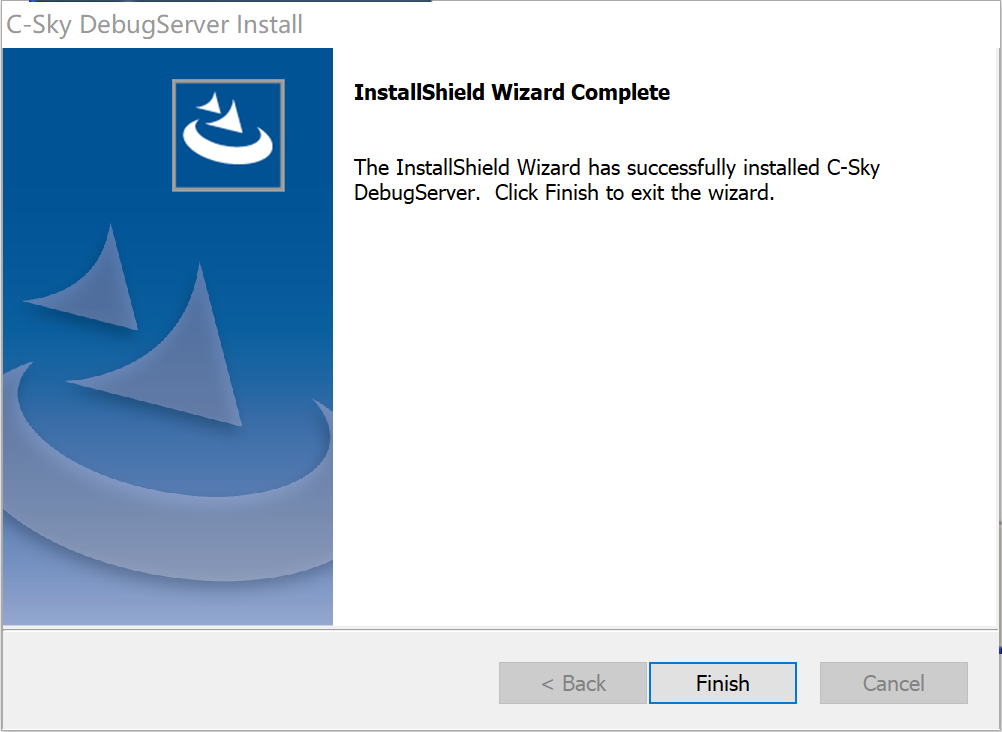 C-Sky DebugServer Install
InstallShield Wizard Complete
The InstallShield Wizard has successfully installed C-Sky
DebugServer.  Click Finish to exit the wizard.
< Back
Finish
Cancel